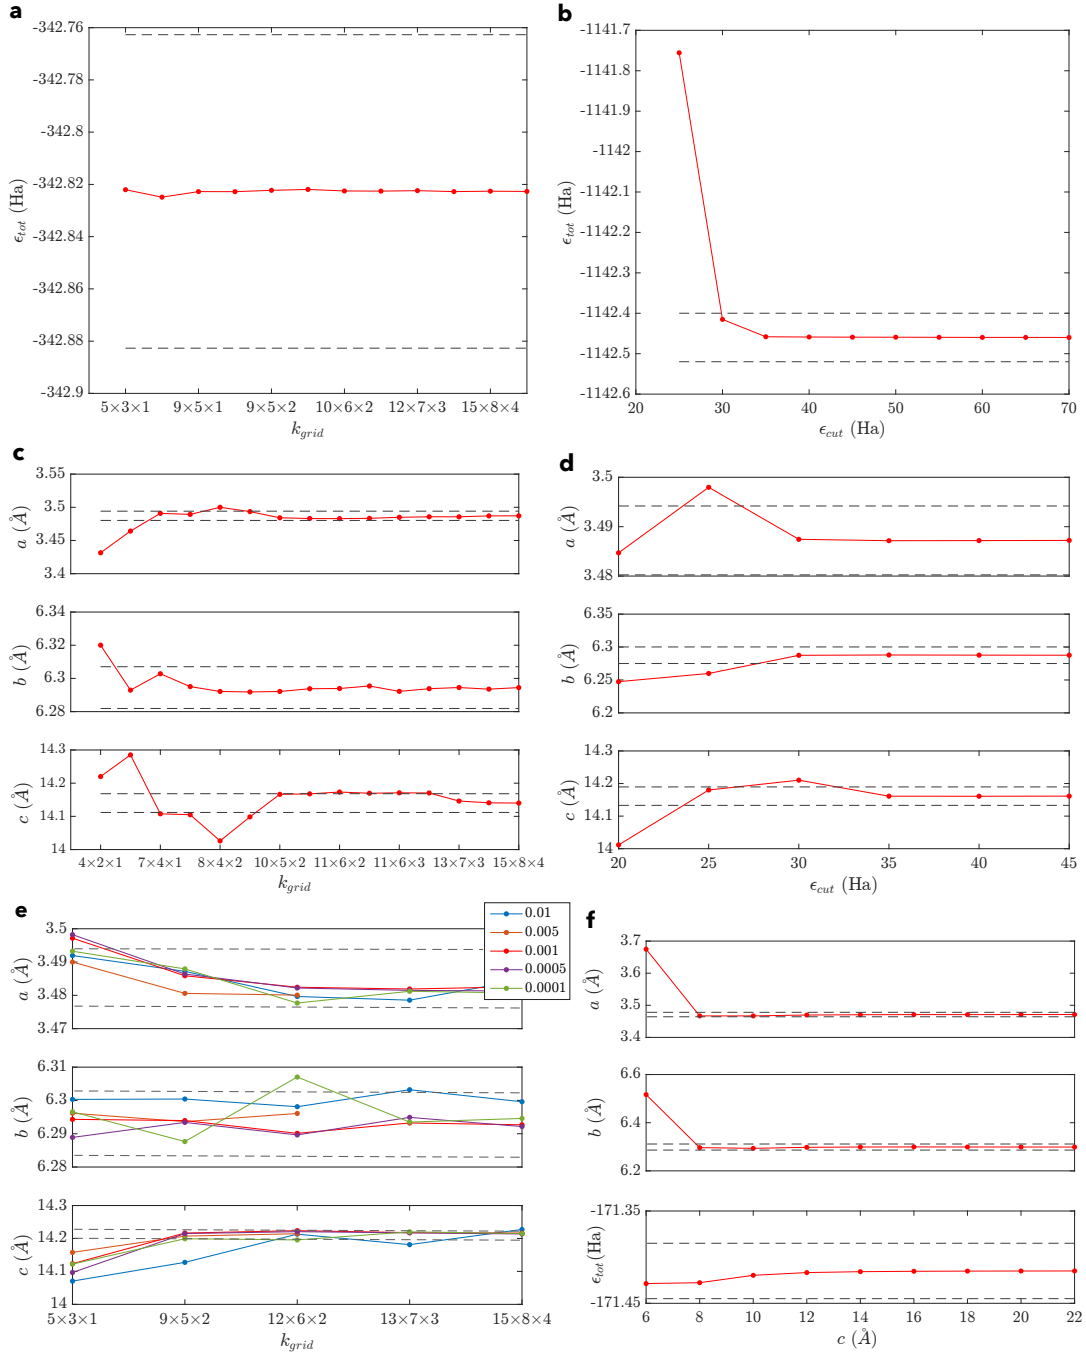 a
-342.76
-342.78
-342.8
-342.82
-342.84
-342.86
-342.88
-342.9
ϵtot (Ha)
5×3×1 9×5×1 9×5×2 10×6×2 12×7×3 15×8×4
kgrid
b
-1141.7
-1141.8
-1141.9
-1142
-1142.1
-1142.2
-1142.3
-1142.4
-1142.5
-1142.6
ϵtot (Ha)
20 30 40 50 60 70
ϵcut (Ha)
c
3.55
3.5
3.45
3.4
a (Å)
6.34
6.32
6.3
6.28
b (Å)
14.3
14.2
14.1
14
c (Å)
4×2×1 7×4×1 8×4×2 10×5×2 11×6×2 11×6×3 13×7×3 15×8×4
kgrid
d
3.5
3.49
3.48
a (Å)
6.35
6.3
6.25
6.2
b (Å)
14.3
14.2
14.1
14
c (Å)
20 25 30 35 40 45
ϵcut (Ha)
e
0.01
0.005
0.001
0.0005
0.0001
3.5
3.49
3.48
3.47
a (Å)
6.31
6.3
6.29
6.28
b (Å)
14.3
14.2
14.1
14
c (Å)
5×3×1 9×5×2 12×6×2 13×7×3 15×8×4
kgrid
f
3.7
3.5
3.4
a (Å)
6.6
6.4
6.2
b (Å)
-171.35
-171.45
ϵtot(Ha)
6 8 10 12 14 16 18 20 22
c (Å)